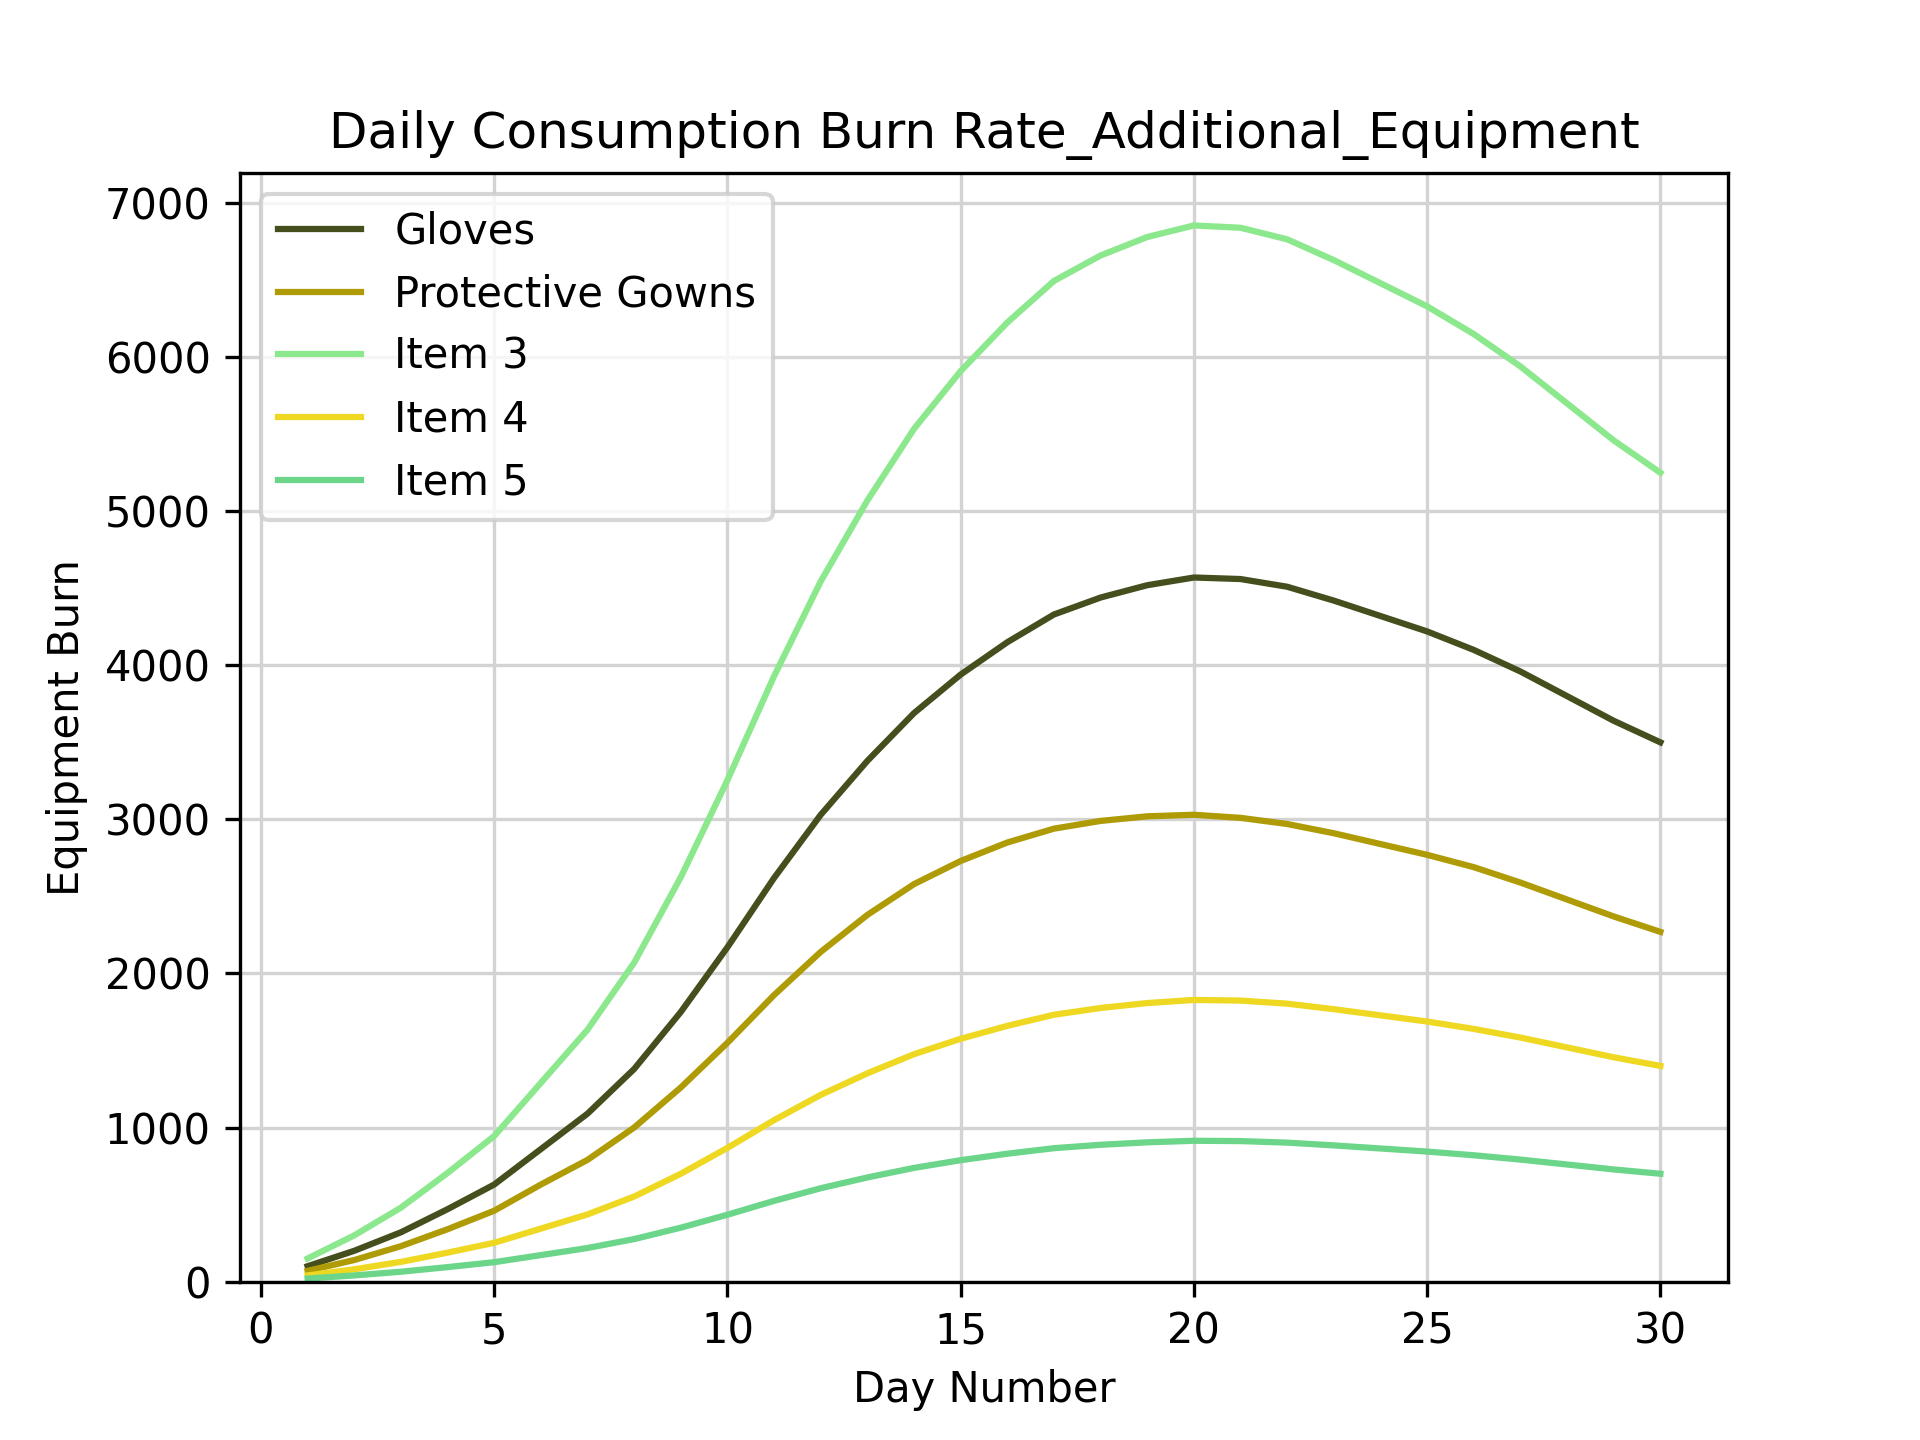 Daily Consumption Burn Rate_Additional_Equipment
7000
6000
5000
4000
3000
2000
1000
0
Equipment Burn
Gloves
Protective Gowns
Item 3
Item 4
Item 5
0 5 10 15 20 25 30
Day Number